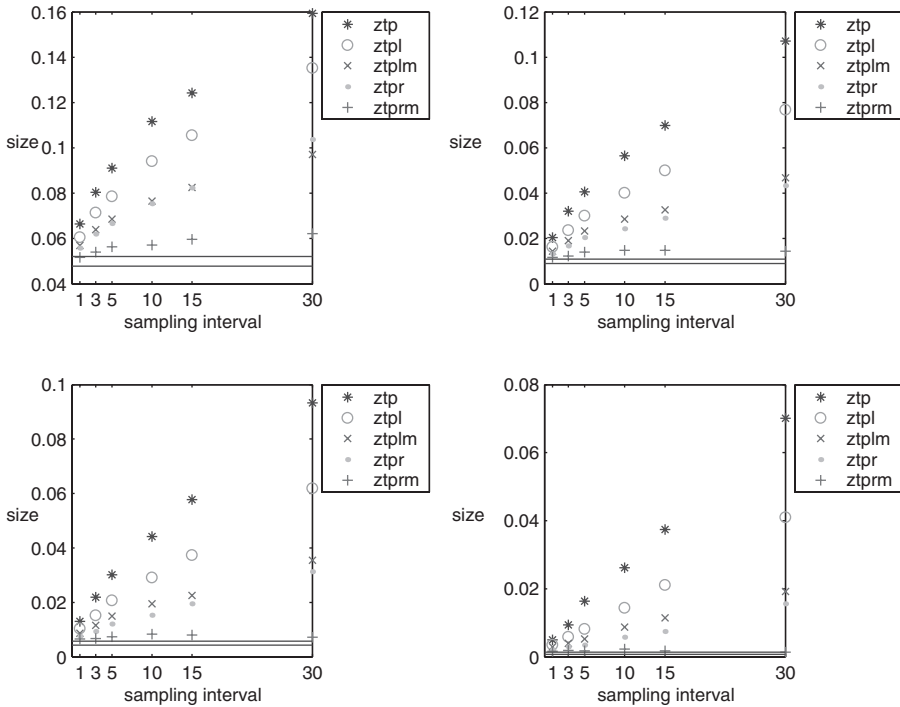 0.16
0.14
0.12
0.1
0.08
0.06
0.04
size
1 3 5 10 15 30
sampling interval
ztp
ztpl
ztplm
ztpr
ztprm
0.12
0.1
0.08
0.06
0.04
0.02
0
size
1 3 5 10 15 30
sampling interval
ztp
ztpl
ztplm
ztpr
ztprm
0.1
0.08
0.06
0.04
0.02
0
size
1 3 5 10 15 30
sampling interval
ztp
ztpl
ztplm
ztpr
ztprm
0.08
0.06
0.04
0.02
0
size
1 3 5 10 15 30
sampling interval
ztp
ztpl
ztplm
ztpr
ztprm